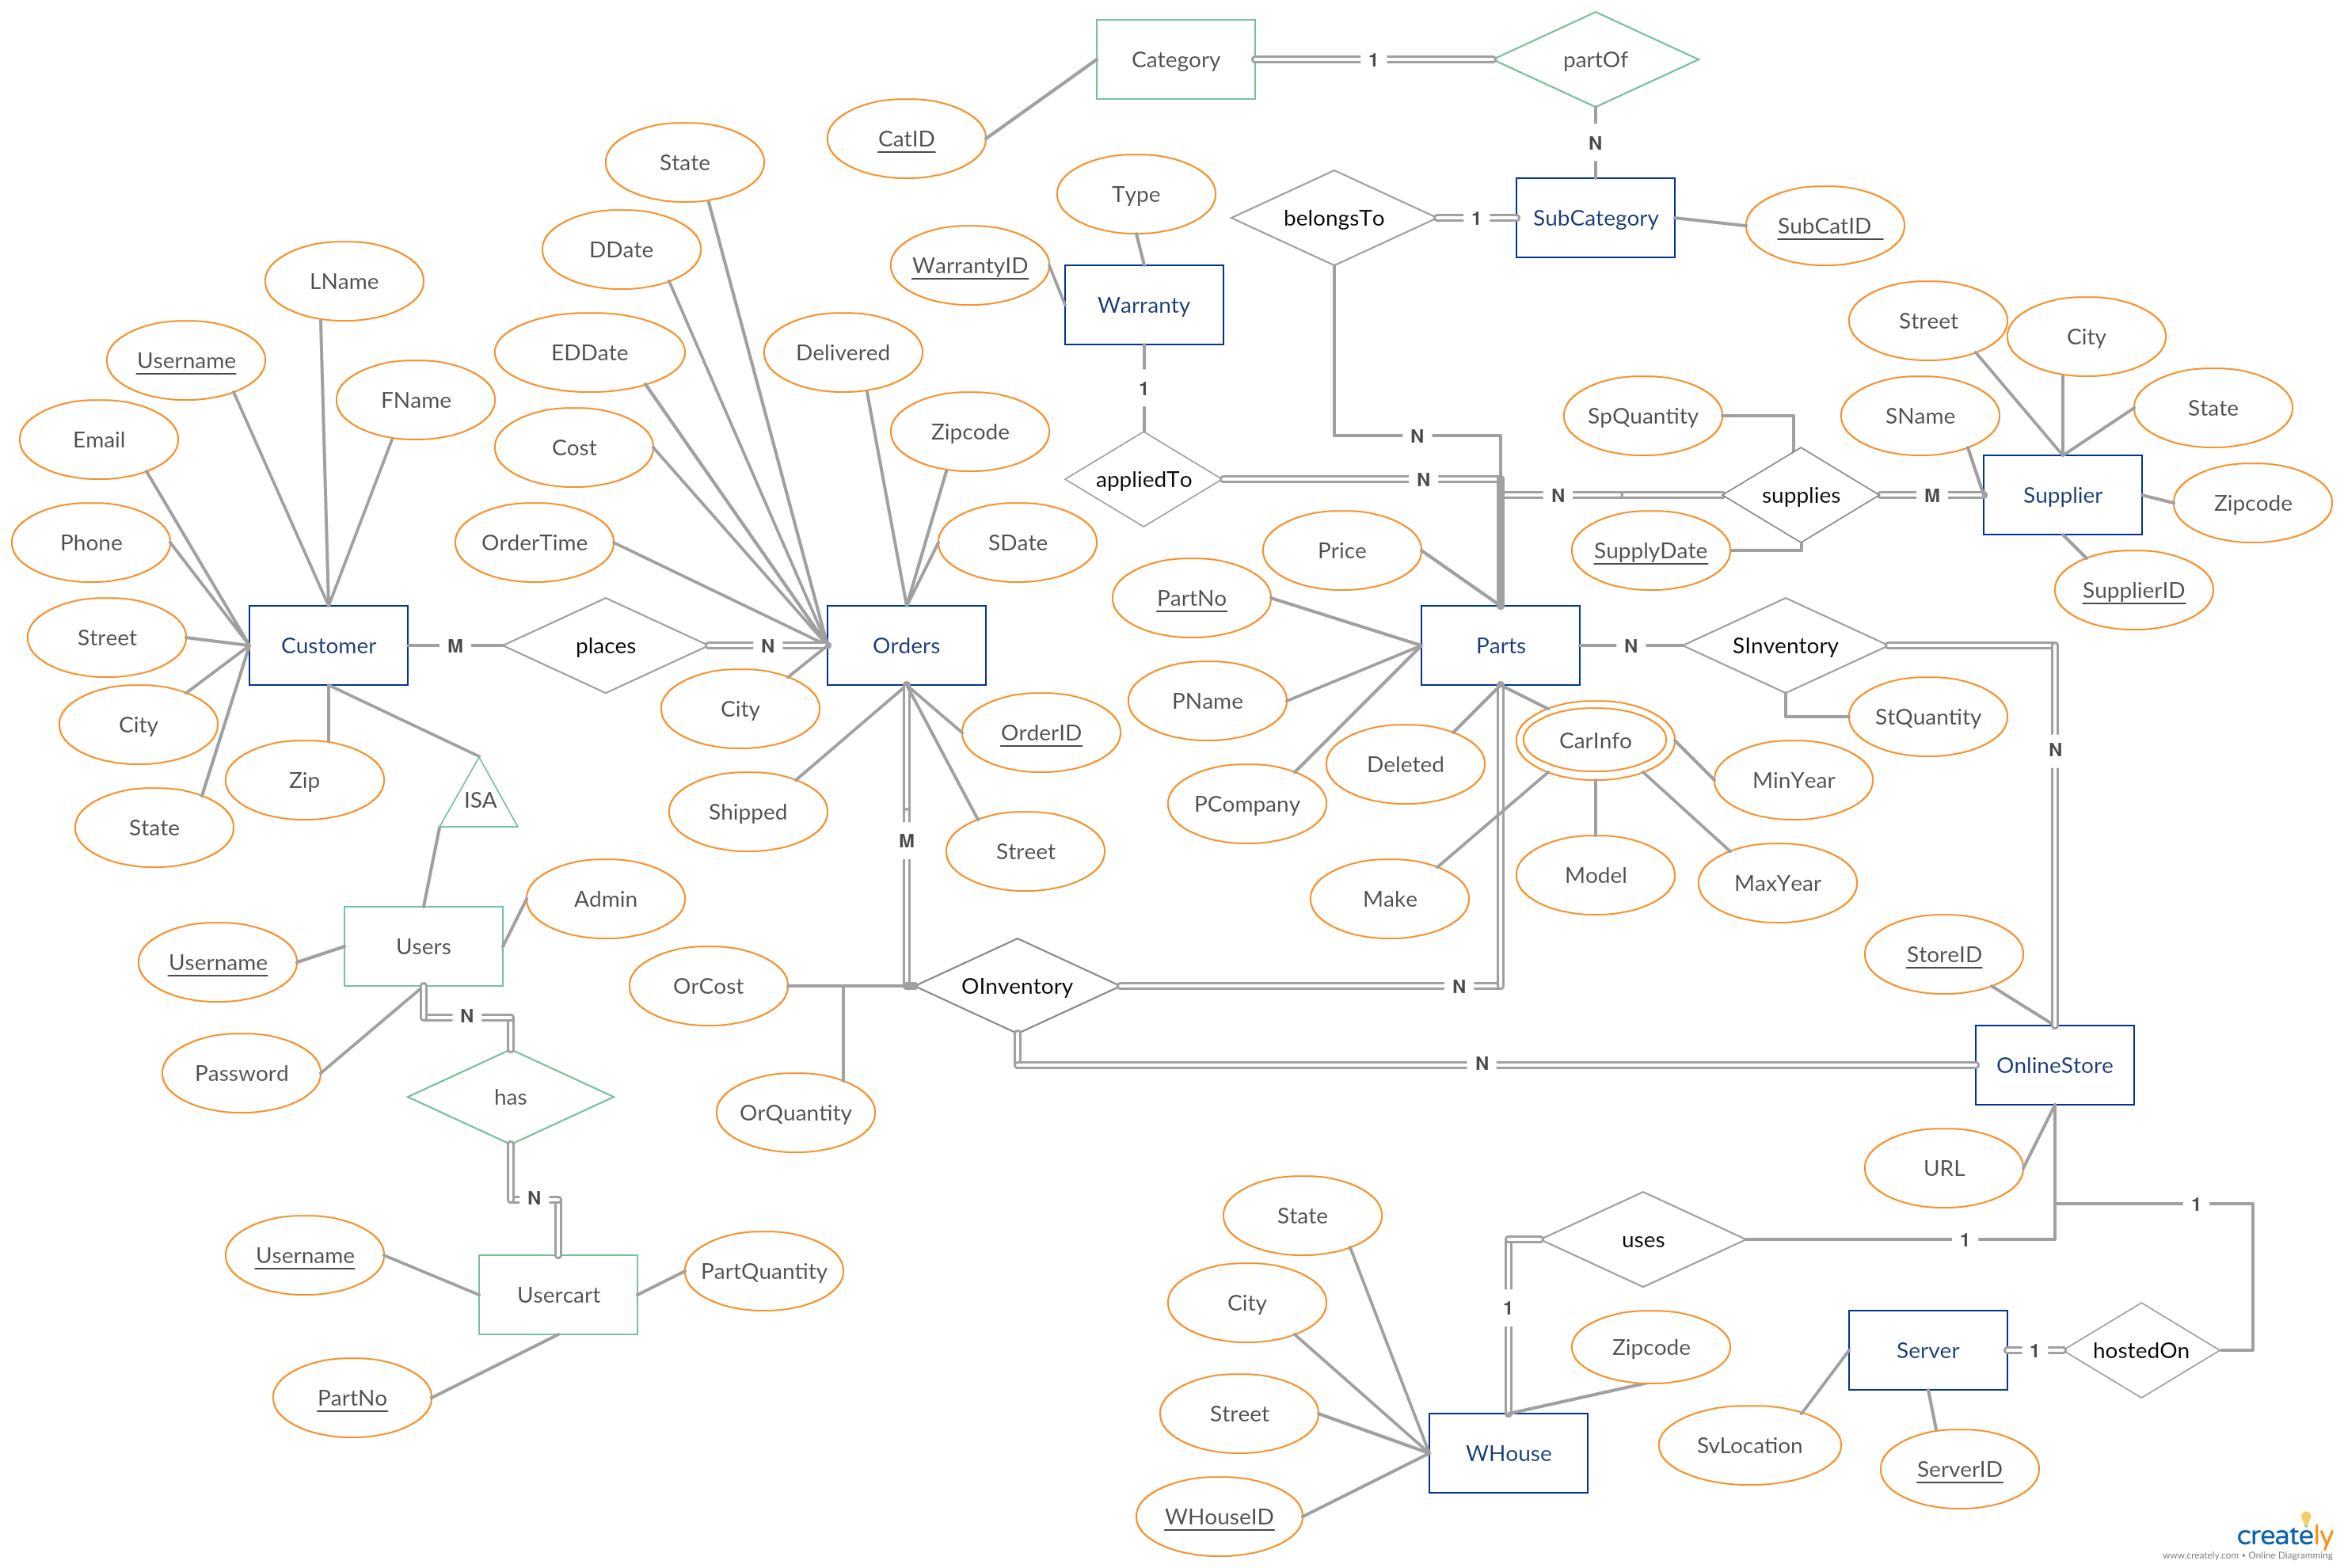 Category
1
partOf
CatID
N
State
Type
belongsTo
1
SubCategory
SubCatID
DDate
WarrantyID
Warranty
LName
Street
City
Username
EDDate
Delivered
1
FName
SpQuantity
SName
State
Email
Cost
Zipcode
N
appliedTo
N
N
supplies
M
Supplier
Zipcode
Phone
OrderTime
SDate
Price
SupplyDate
PartNo
SupplierID
Street
Customer
M
places
N
Orders
Parts
N
SInventory
City
City
PName
StQuantity
OrderID
CarInfo
N
Deleted
MinYear
Zip
ISA
PCompany
Shipped
State
M
Street
Model
MaxYear
Admin
Make
Users
Username
StoreID
OrCost
OInventory
N
N
Password
N
OnlineStore
has
OrQuantity
URL
N
1
State
uses
1
Username
PartQuantity
Usercart
City
1
Zipcode
Server
1
hostedOn
PartNo
Street
SvLocation
WHouse
ServerID
WHouseID
creately
www.creately.com • Online Diagramming